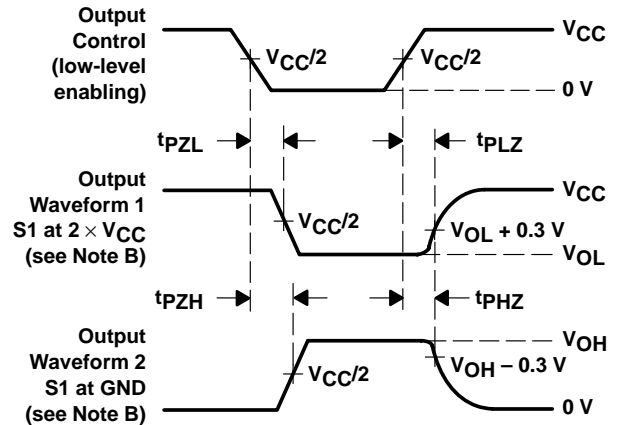 Output
Control
(low-level
enabling)
VCC/2
VCC/2
VCC
0 V
tPZL
tPLZ
Output
Waveform 1
S1 at 2 × VCC
(see Note B)
VCC/2
VCC
VOL + 0.3 V
VOL
tPZH
tPHZ
Output
Waveform 2
S1 at GND
(see Note B)
VCC/2
VOH
VOH – 0.3 V
0 V